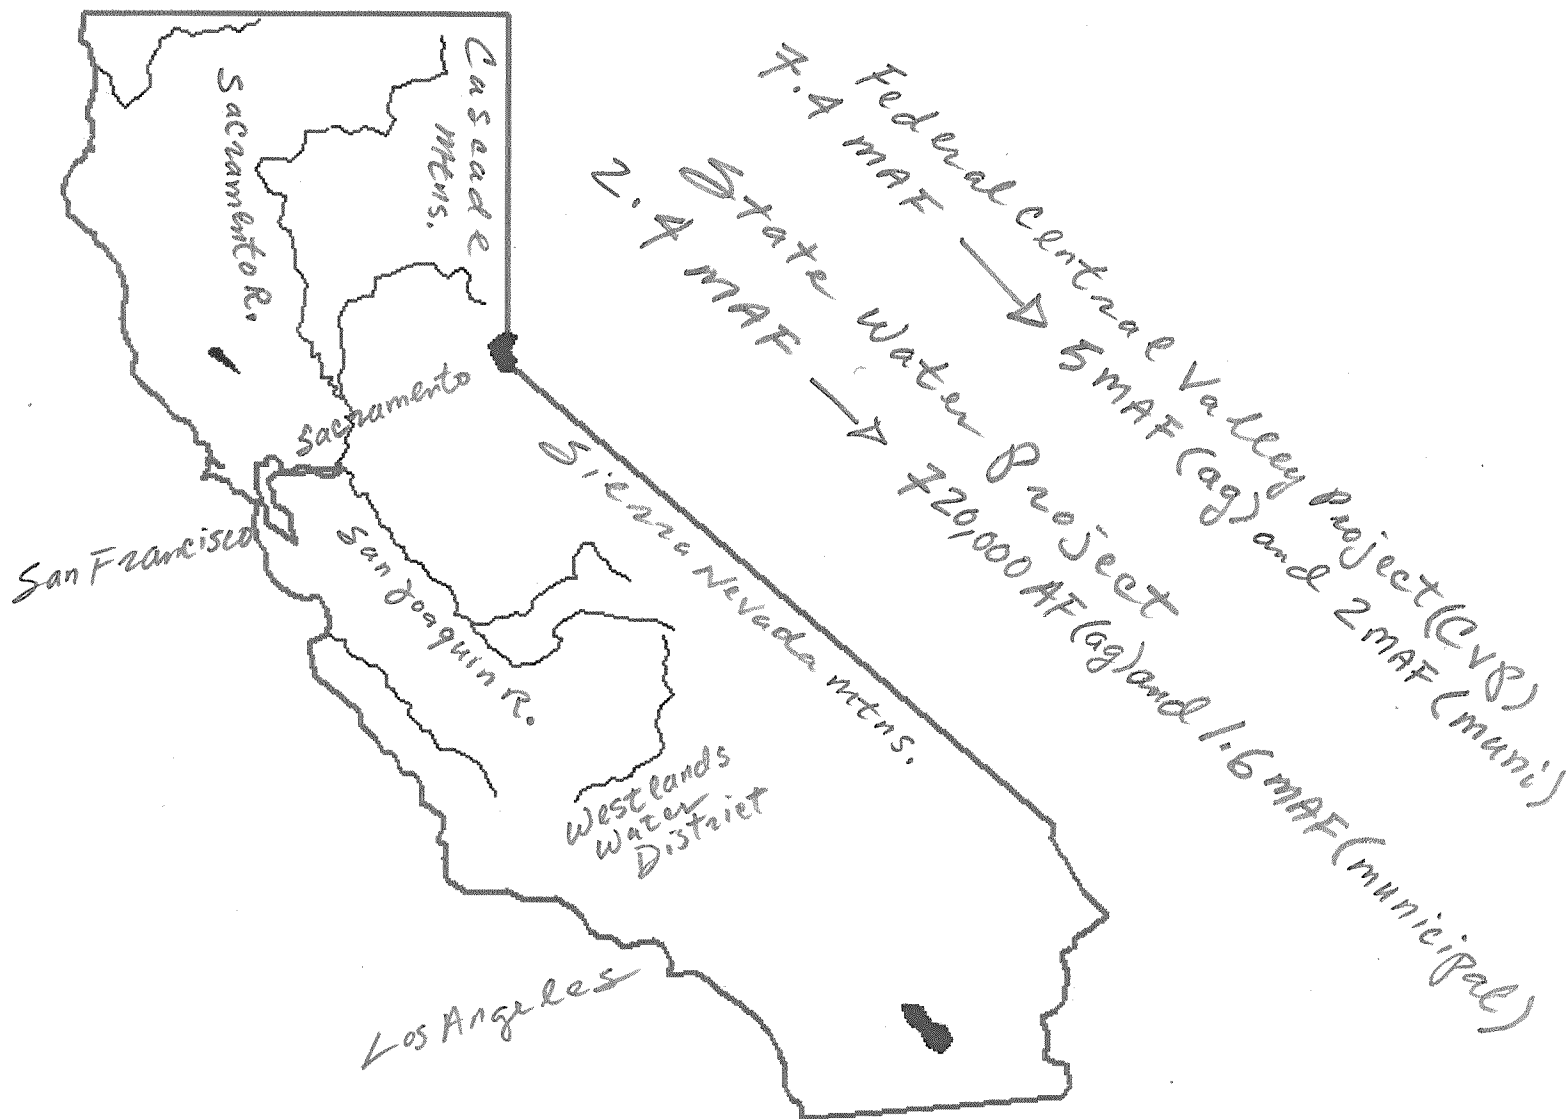 Cascade
mtns.
Sacramento R.
Sacramento
San Francisco
San Joaquin R.
Sierra Nevada mtns.
Westlands
Water
District
Los Angeles
Federal Central Valley Project (CVP)
7.4 MAF → 5 MAF (ag) and 2 MAF (muni)
State Water Project
2.4 MAF → 720,000 AF (ag) and 1.6 MAF (municipal)